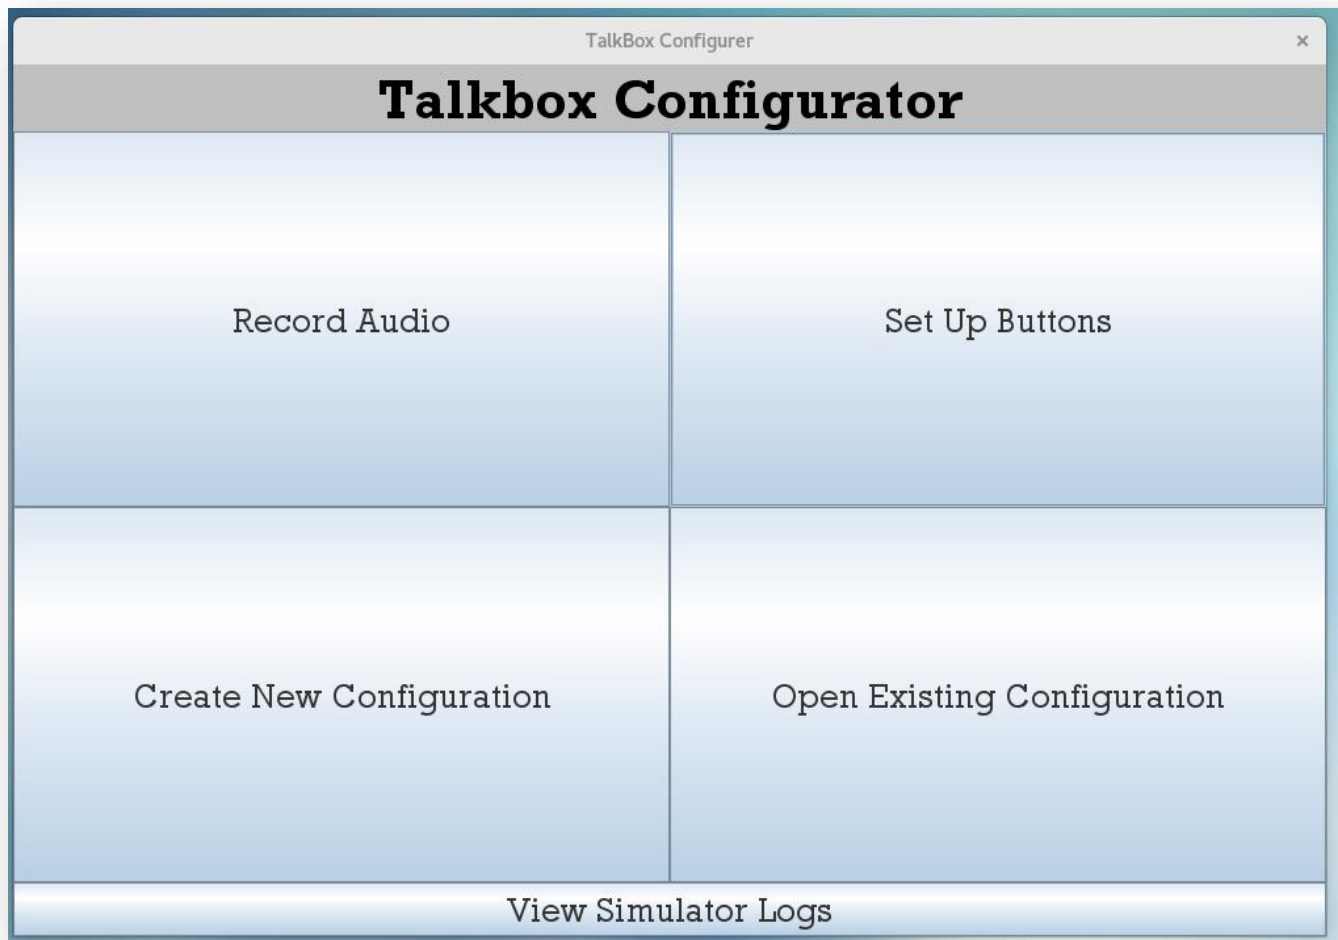 TalkBox Configurer
Talkbox Configurator
Record Audio
Set Up Buttons
Create New Configuration
Open Existing Configuration
View Simulator Logs